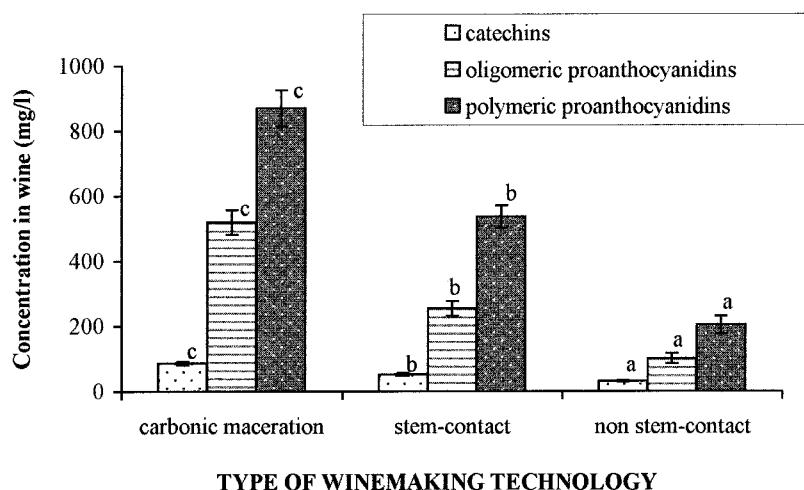 catechins
oligomeric proanthocyanidins
polymeric proanthocyanidins
Concentration in wine (mg/l)
1000
800
600
400
200
0
c
c
c
b
b
b
a
a
a
carbonic maceration
stem-contact
non stem-contact
TYPE OF WINEMAKING TECHNOLOGY